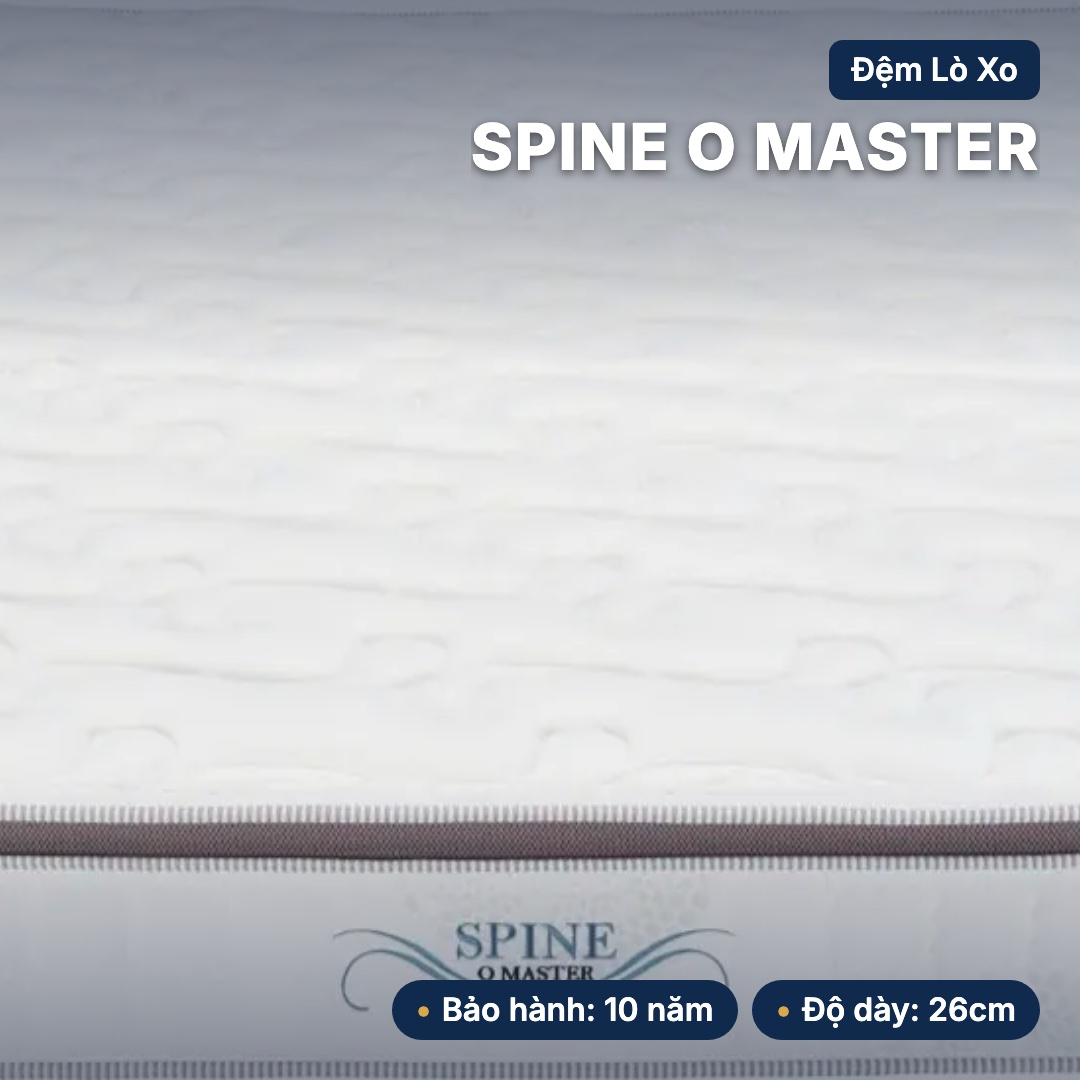 Đệm Lò Xo
SPINE O MASTER
SPINE
O MASTER
Bảo hành: 10 năm
Độ dày: 26cm